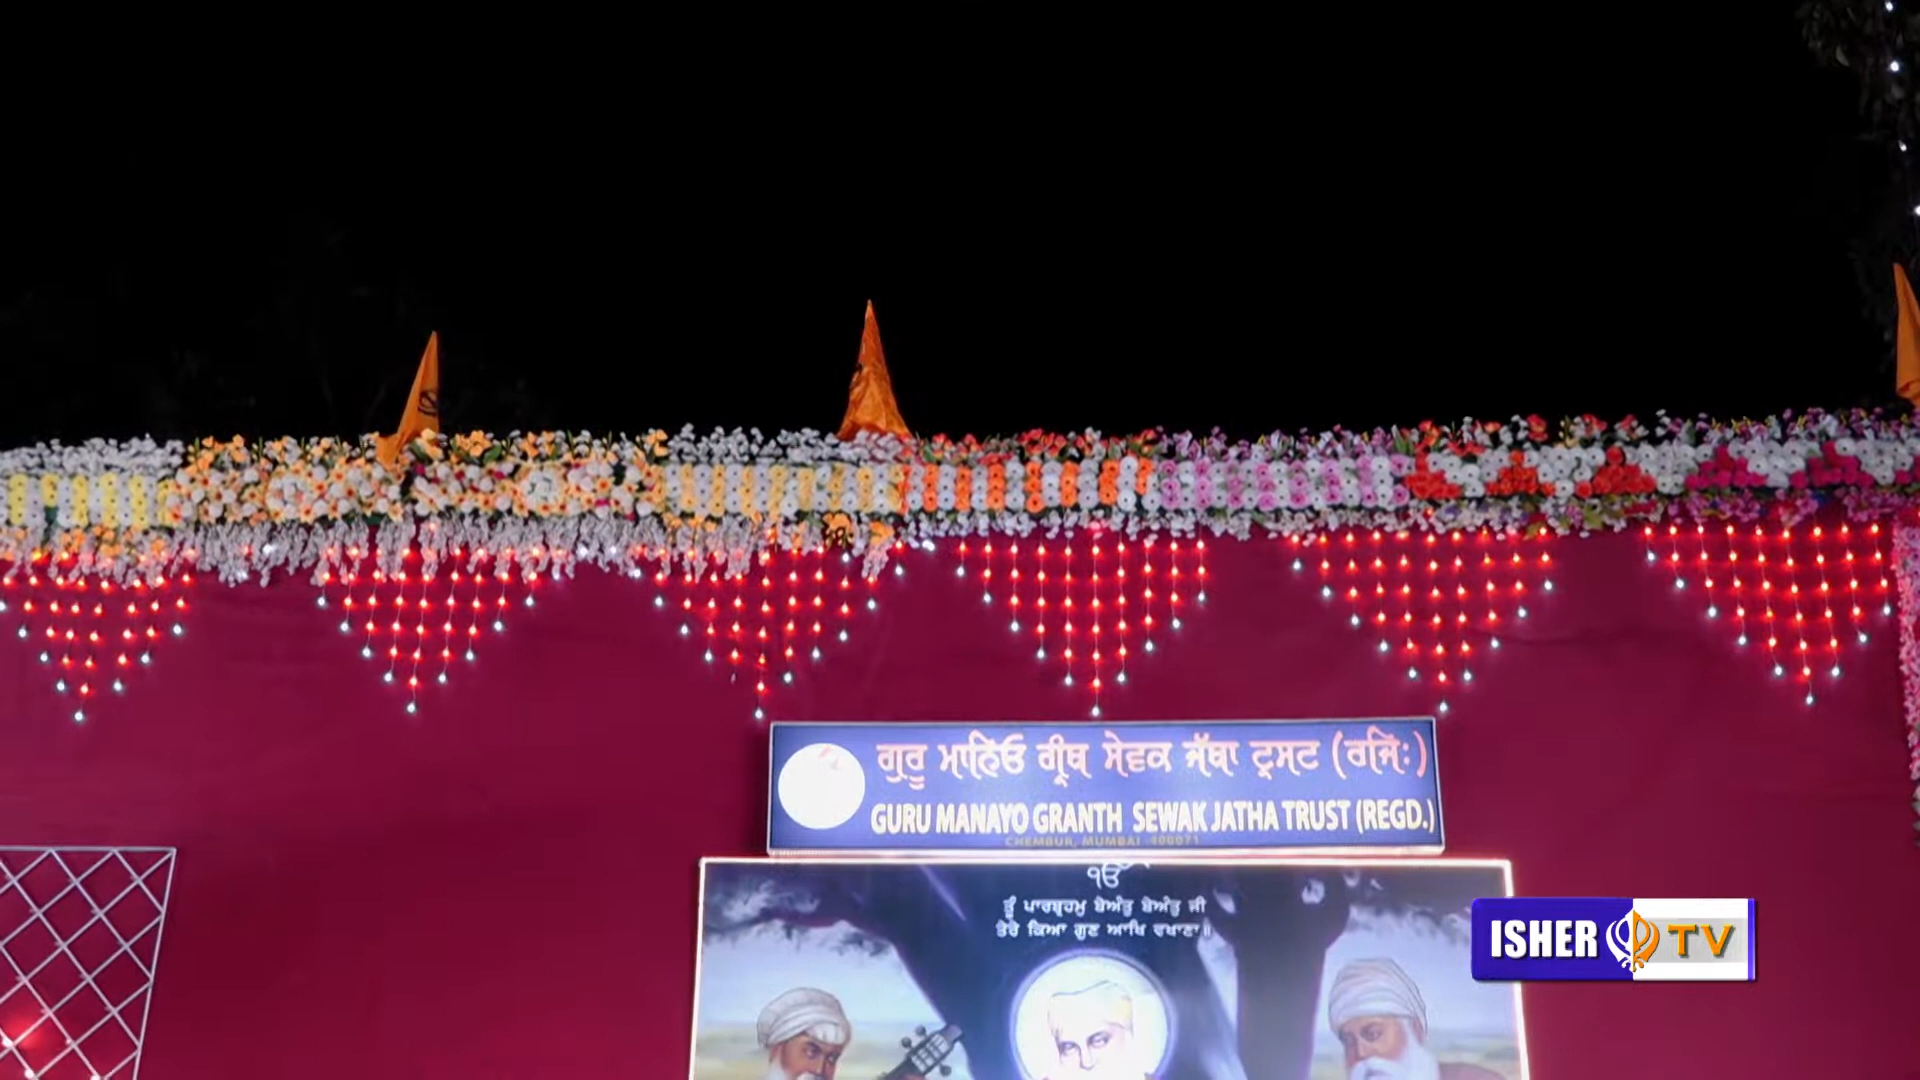 ਗੁਰੂ ਮਾਨਿਓ ਗ੍ਰੰਥ ਸੇਵਕ ਜੱਥਾ ਟ੍ਰਸਟ (ਰਜਿ:)
GURU MANAYO GRANTH SEWAK JATHA TRUST (REGD.)
CHEMBUR, MUMBAI 400071
ੴ
ਤੂੰ ਪਾਰਬ੍ਰਹਮੁ ਬੇਅੰਤੁ ਬੇਅੰਤੁ ਜੀ
ਤੇਰੇ ਕਿਆ ਗੁਣ ਆਖਿ ਵਖਾਣਾ॥
ISHER TV